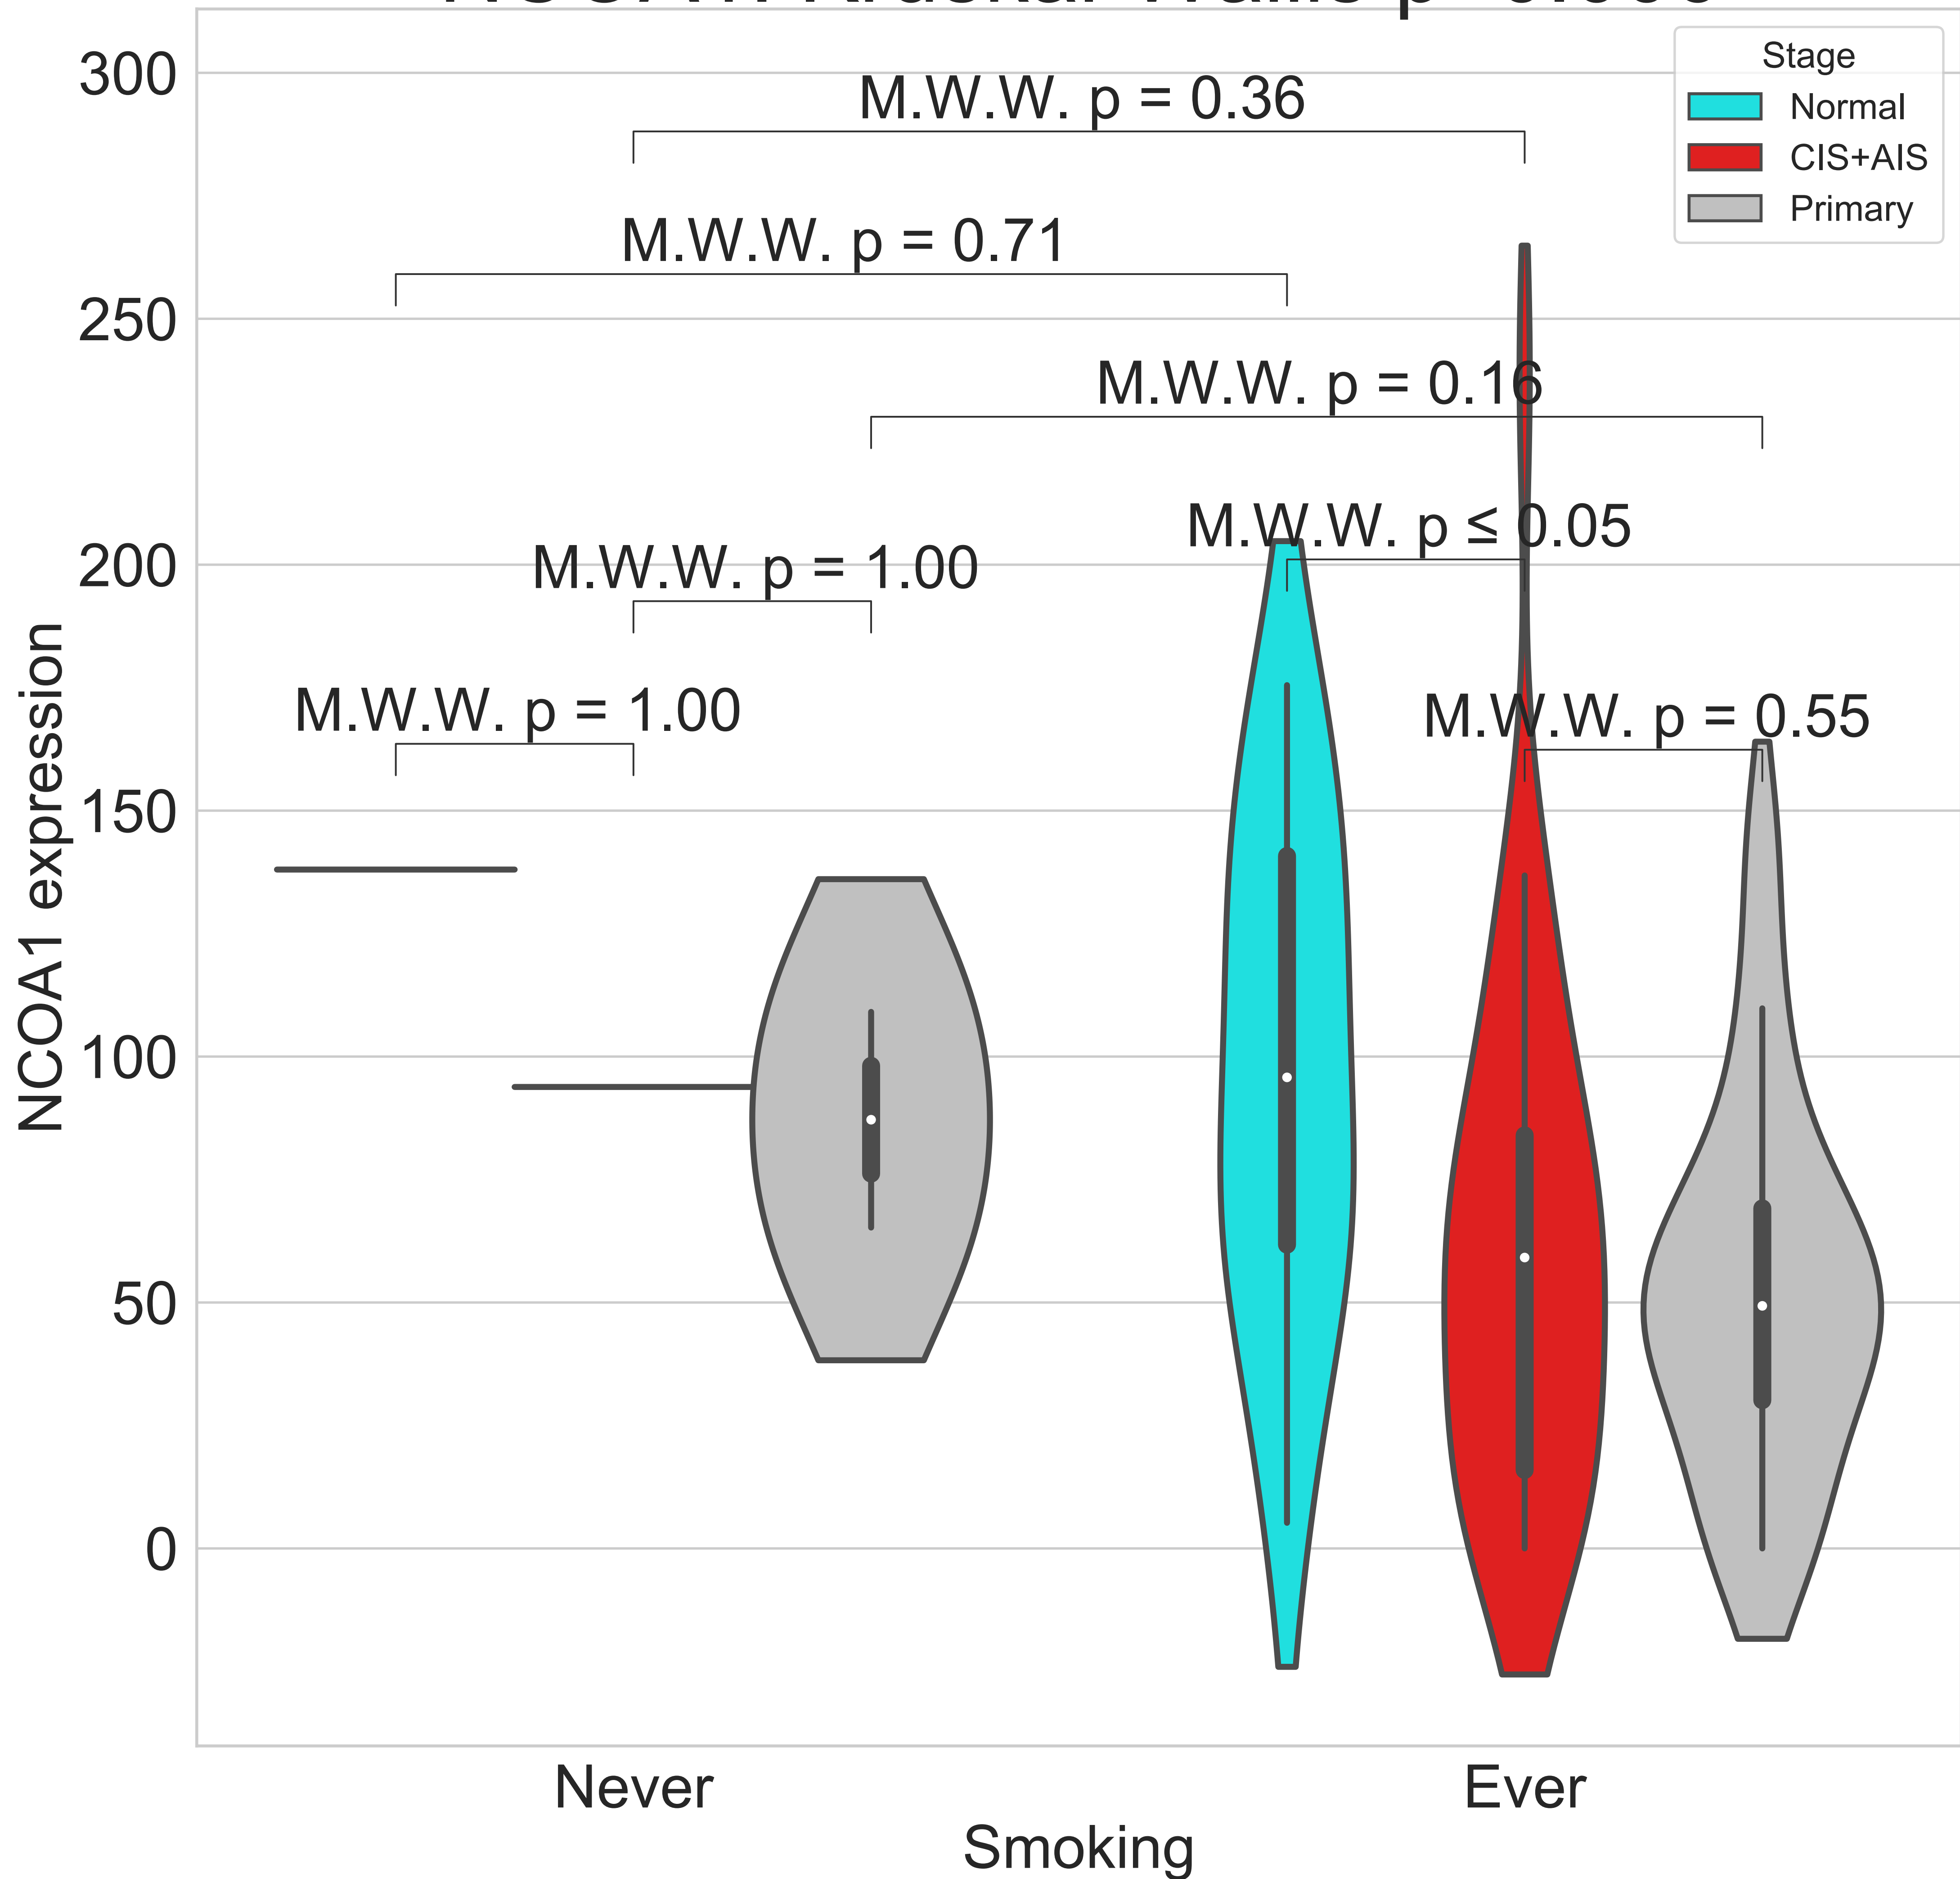 300
250
200
150
100
50
0
NCOA1 expression
M.W.W. p = 0.36
M.W.W. p = 0.71
M.W.W. p = 0.16
M.W.W. p ≤ 0.05
M.W.W. p = 1.00
M.W.W. p = 1.00
M.W.W. p = 0.55
Stage
Normal
CIS+AIS
Primary
Never
Ever
Smoking